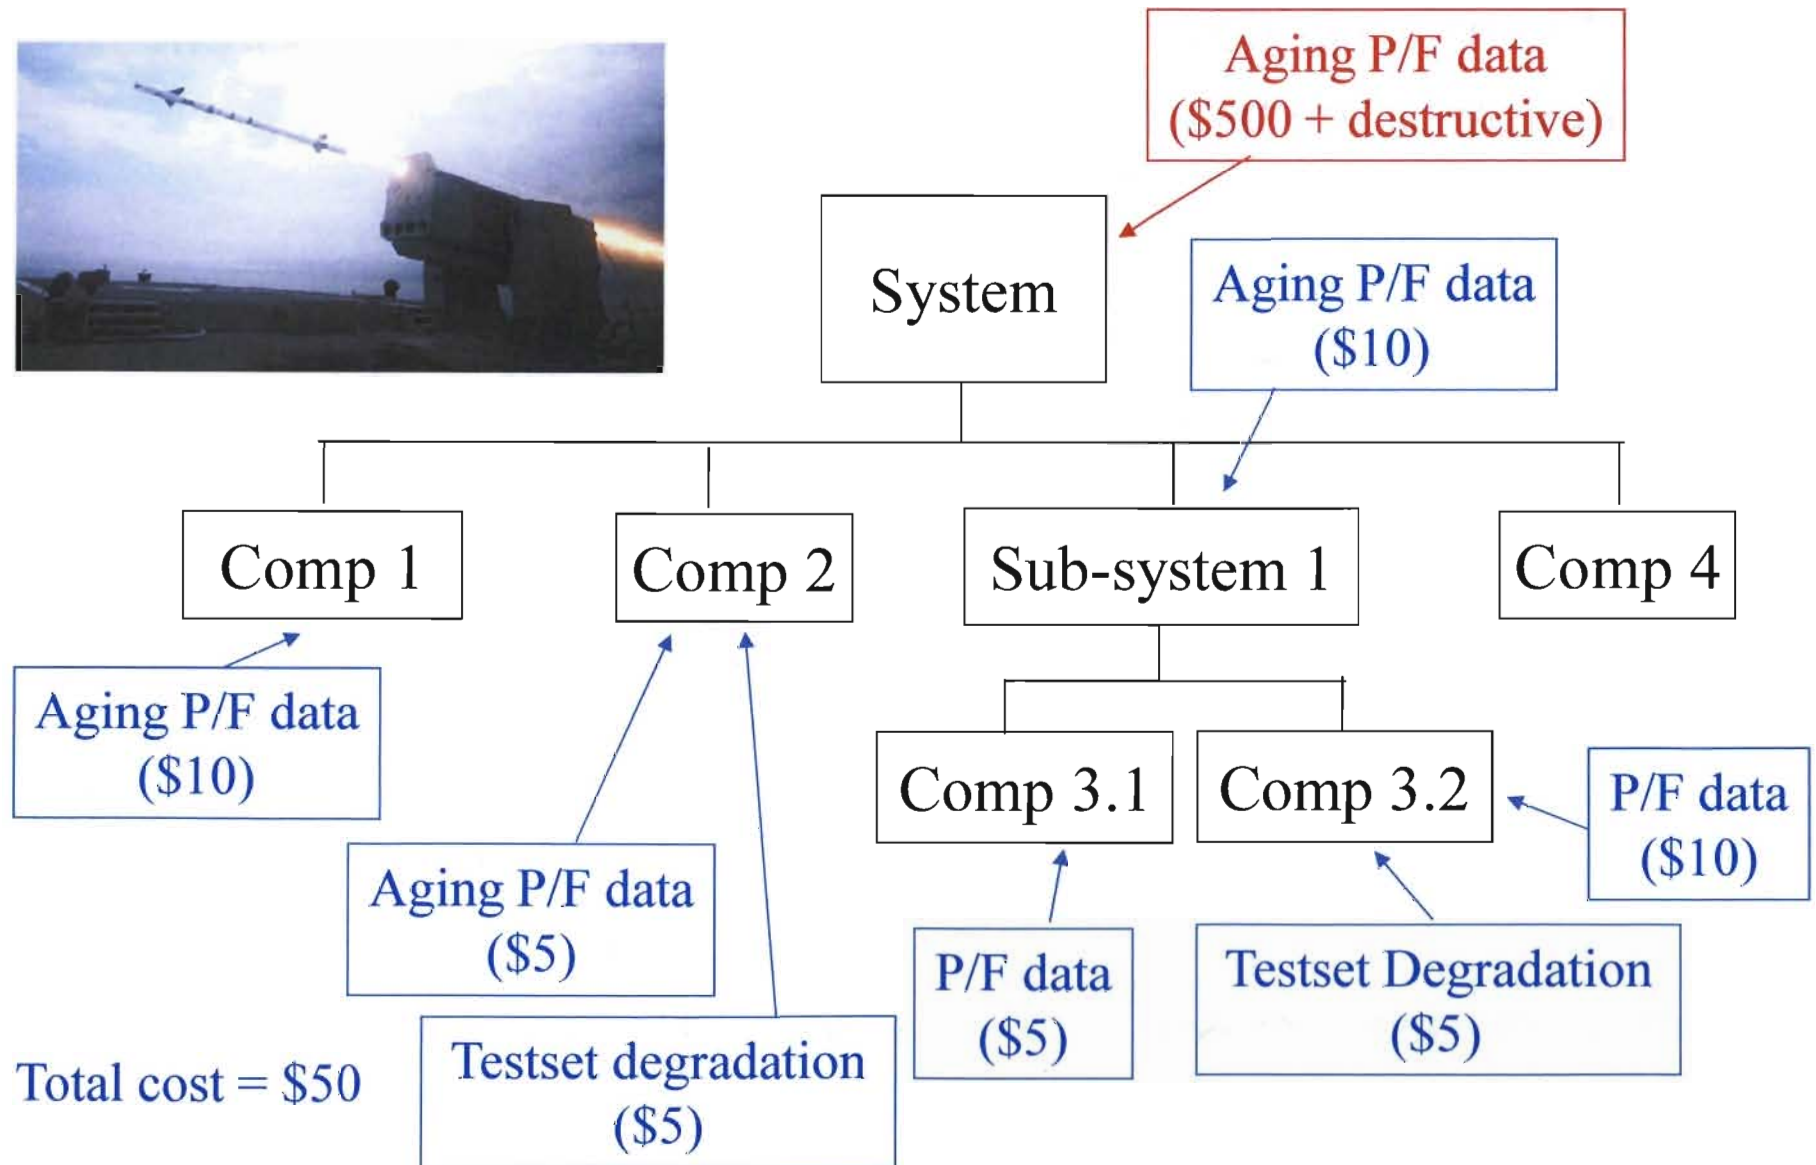 Aging P/F data
($500 + destructive)
System
Aging P/F data
($10)
Comp 1
Comp 2
Sub-system 1
Comp 4
Aging P/F data
($10)
Comp 3.1
Comp 3.2
P/F data
($10)
Aging P/F data
($5)
P/F data
($5)
Testset Degradation
($5)
Total cost = $50
Testset degradation
($5)